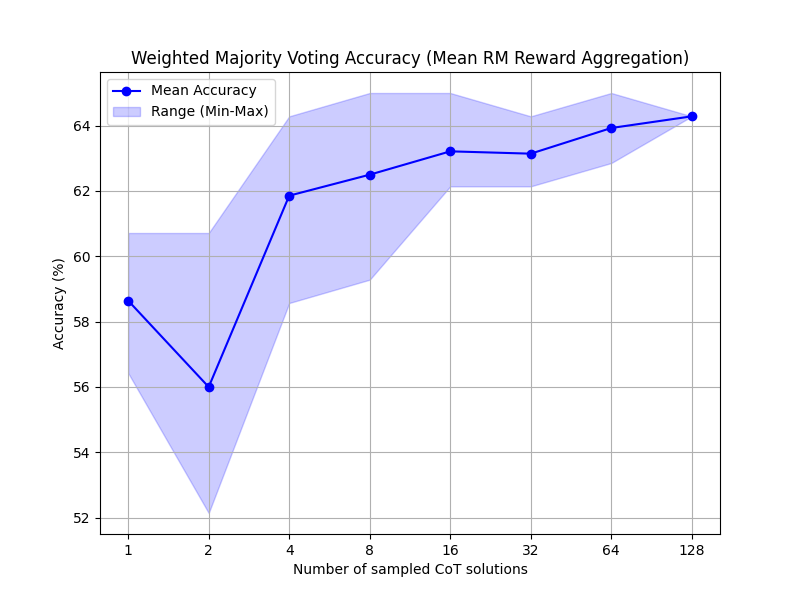 Weighted Majority Voting Accuracy (Mean RM Reward Aggregation)
Mean Accuracy
Range (Min-Max)
Accuracy (%)
64
62
60
58
56
54
52
1 2 4 8 16 32 64 128
Number of sampled CoT solutions